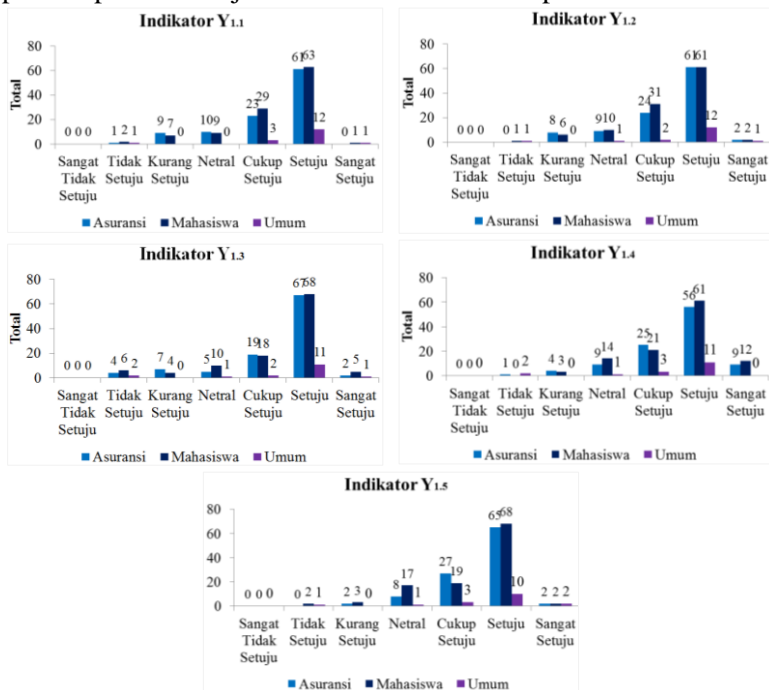 Indikator Y1.1
80
60
40
20
0
Total
0 0 0
1 2 1
9 7 0
10 9 0
23 29 3
61 63 12
0 1 1
Sangat Tidak Kurang Netral Cukup Setuju Sangat
Tidak Setuju Setuju Setuju Setuju
Setuju
Asuransi Mahasiswa Umum
Indikator Y1.2
80
60
40
20
0
Total
0 0 0
0 1 1
8 6 0
9 10 1
24 31 2
61 61 12
2 2 1
Sangat Tidak Kurang Netral Cukup Setuju Sangat
Tidak Setuju Setuju Setuju Setuju
Setuju
Asuransi Mahasiswa Umum
Indikator Y1.3
80
60
40
20
0
Total
0 0 0
4 6 2
7 4 0
5 10 1
19 18 2
67 68 11
2 5 1
Sangat Tidak Kurang Netral Cukup Setuju Sangat
Tidak Setuju Setuju Setuju Setuju
Setuju
Asuransi Mahasiswa Umum
Indikator Y1.4
80
60
40
20
0
Total
0 0 0
1 0 2
4 3 0
9 14 1
25 21 3
56 61 11
9 12 0
Sangat Tidak Kurang Netral Cukup Setuju Sangat
Tidak Setuju Setuju Setuju Setuju
Setuju
Asuransi Mahasiswa Umum
Indikator Y1.5
80
60
40
20
0
Total
0 0 0
0 2 1
2 3 0
8 17 1
27 19 3
65 68 10
2 2 2
Sangat Tidak Kurang Netral Cukup Setuju Sangat
Tidak Setuju Setuju Setuju Setuju
Setuju
Asuransi Mahasiswa Umum